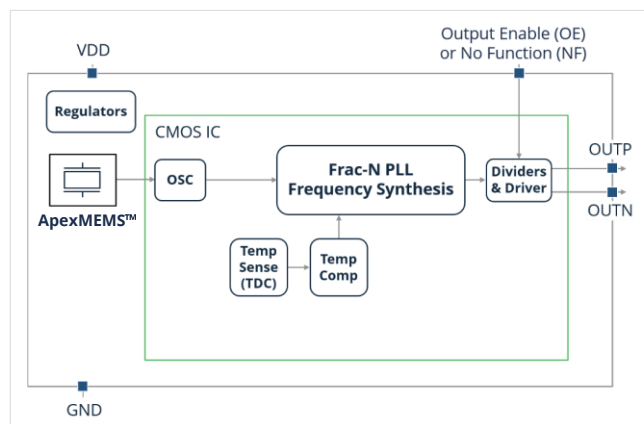 VDD
Output Enable (OE)
or No Function (NF)
Regulators
CMOS IC
OSC
Frac-N PLL
Frequency Synthesis
Dividers
& Driver
OUTP
OUTN
ApexMEMS™
Temp
Sense
(TDC)
Temp
Comp
GND